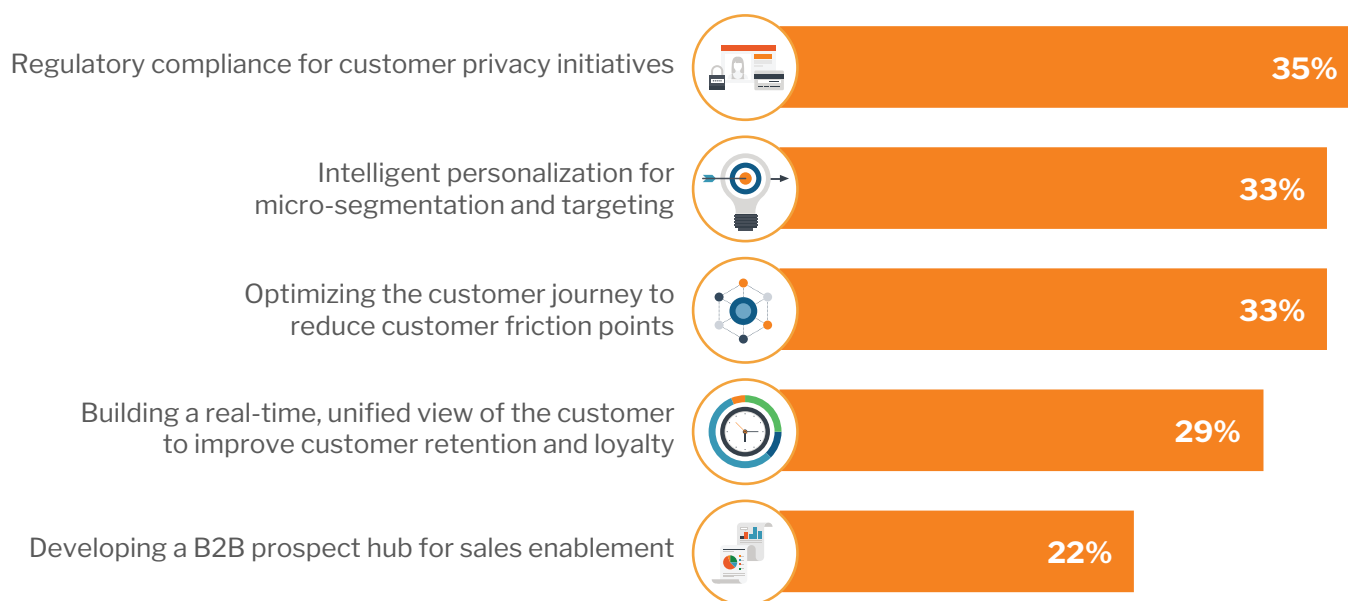 Regulatory compliance for customer privacy initiatives
35%
Intelligent personalization for
micro-segmentation and targeting
33%
Optimizing the customer journey to
reduce customer friction points
33%
Building a real-time, unified view of the customer
to improve customer retention and loyalty
29%
Developing a B2B prospect hub for sales enablement
22%